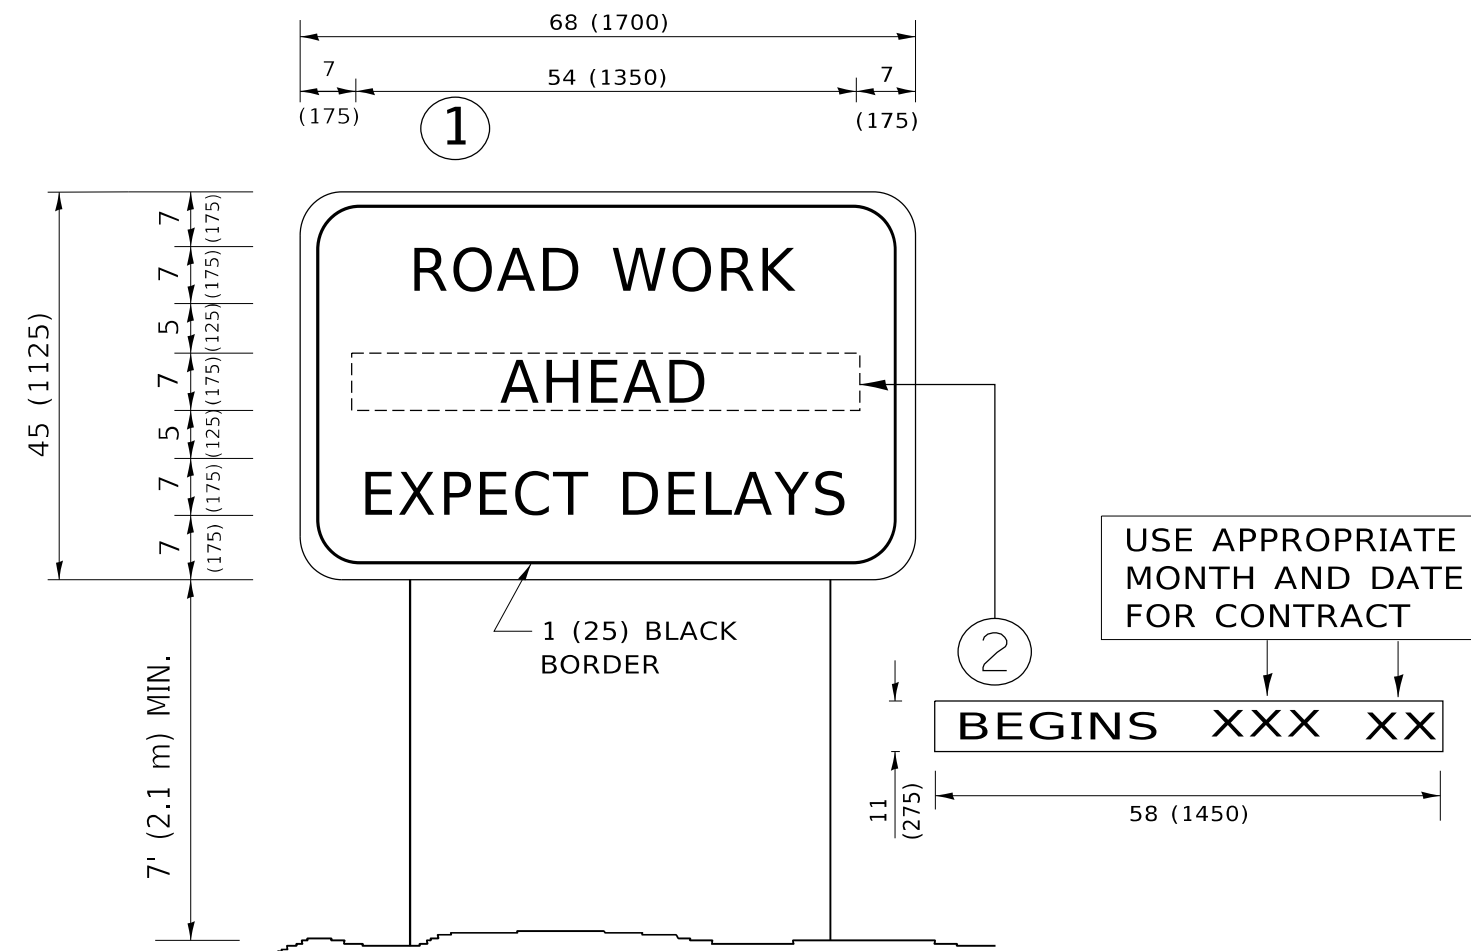 68 (1700)
7
54 (1350)
7
(175)
(175)
1
7
(175)
7
(175)
5
(125)
7
(175)
5
(125)
7
(175)
7
(175)
45 (1125)
ROAD WORK
AHEAD
EXPECT DELAYS
1 (25) BLACK
BORDER
7' (2.1 m) MIN.
USE APPROPRIATE
MONTH AND DATE
FOR CONTRACT
2
BEGINS XXX XX
11
(275)
58 (1450)